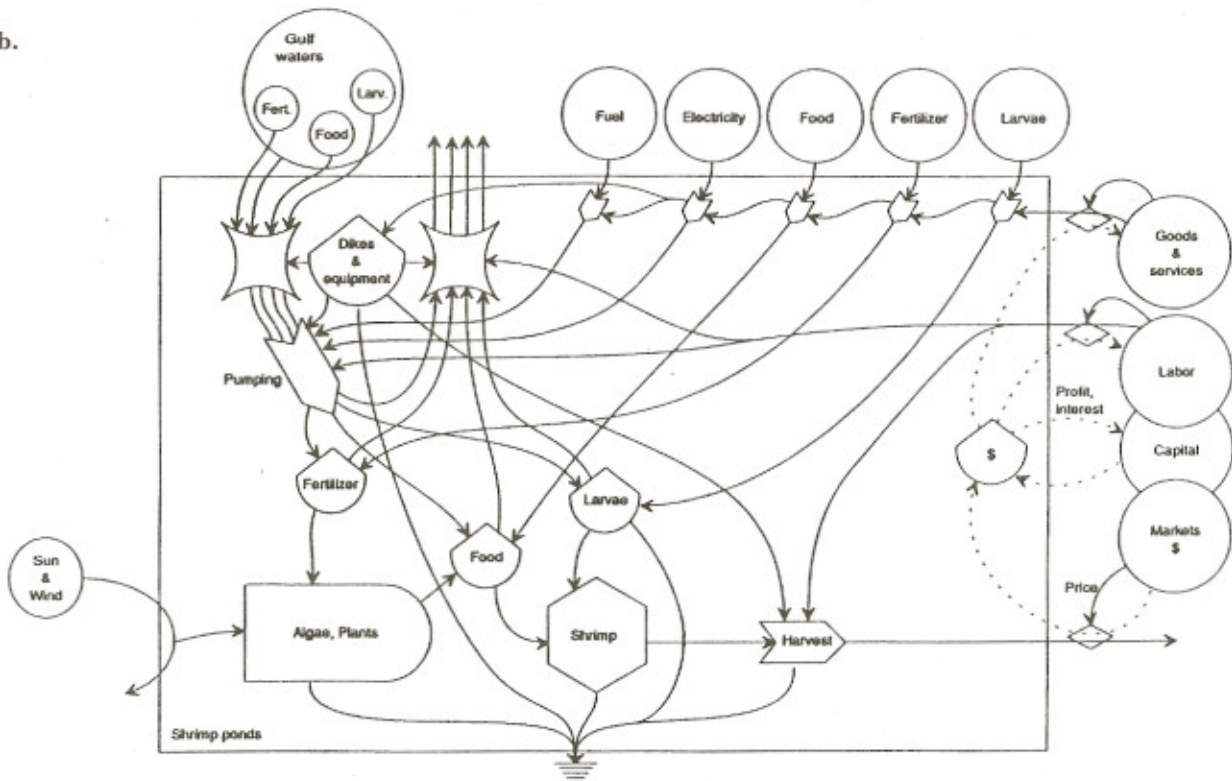 b.
Gulf
waters
Fert.
Food
Larv.
Fuel
Electricity
Food
Fertilizer
Larvae
Dikes
&
equipment
Goods
&
services
Pumping
Labor
Profit,
interest
$
Capital
Fertilizer
Larvae
Food
Markets
$
Sun
&
Wind
Price
Algae, Plants
Shrimp
Harvest
Shrimp ponds